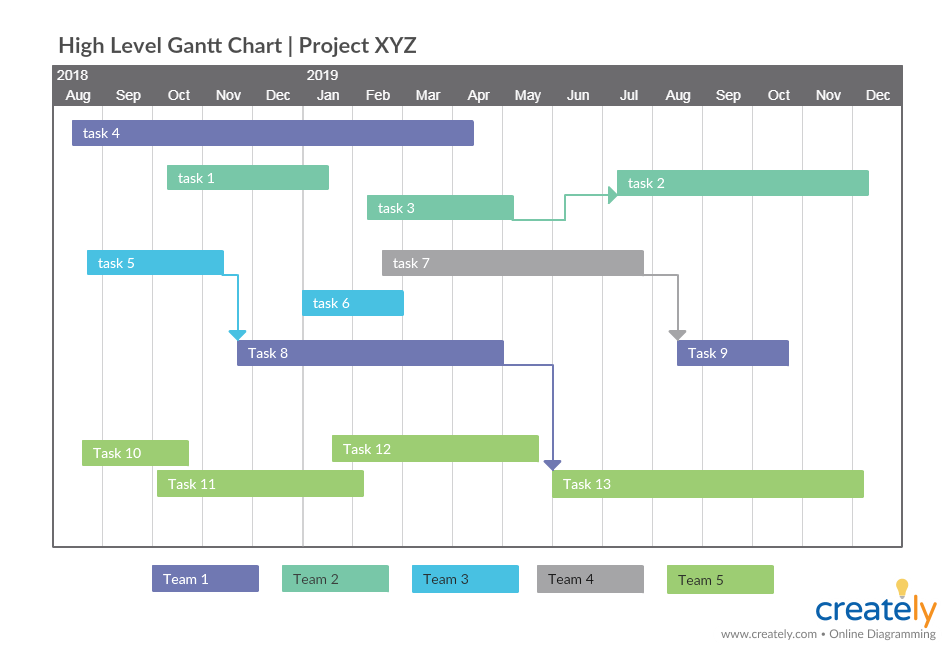 High Level Gantt Chart | Project XYZ
2018 2019
Aug Sep Oct Nov Dec Jan Feb Mar Apr May Jun Jul Aug Sep Oct Nov Dec
task 4
task 1
task 2
task 3
task 5
task 7
task 6
Task 8
Task 9
Task 12
Task 10
Task 11
Task 13
Team 1 Team 2 Team 3 Team 4 Team 5
creately
www.creately.com • Online Diagramming